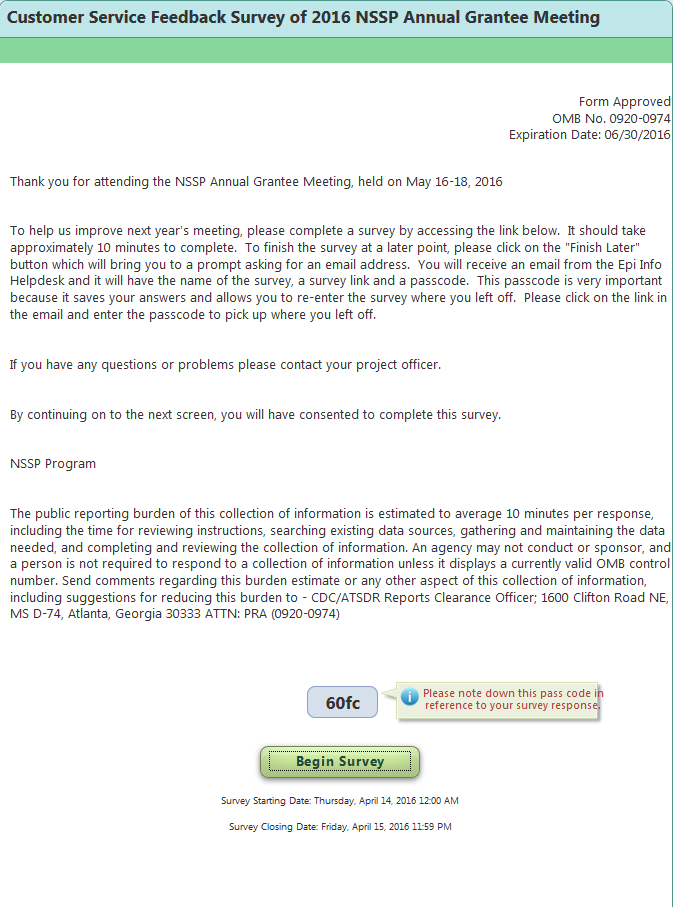 Customer Service Feedback Survey of 2016 NSSP Annual Grantee Meeting
Form Approved
OMB No. 0920-0974
Expiration Date: 06/30/2016
Thank you for attending the NSSP Annual Grantee Meeting, held on May 16-18, 2016
To help us improve next year's meeting, please complete a survey by accessing the link below.  It should take
approximately 10 minutes to complete.  To finish the survey at a later point, please click on the "Finish Later"
button which will bring you to a prompt asking for an email address.  You will receive an email from the Epi Info
Helpdesk and it will have the name of the survey, a survey link and a passcode.  This passcode is very important
because it saves your answers and allows you to re-enter the survey where you left off.  Please click on the link in
the email and enter the passcode to pick up where you left off.
If you have any questions or problems please contact your project officer.
By continuing on to the next screen, you will have consented to complete this survey.
NSSP Program
The public reporting burden of this collection of information is estimated to average 10 minutes per response,
including the time for reviewing instructions, searching existing data sources, gathering and maintaining the data
needed, and completing and reviewing the collection of information. An agency may not conduct or sponsor, and
a person is not required to respond to a collection of information unless it displays a currently valid OMB control
number. Send comments regarding this burden estimate or any other aspect of this collection of information,
including suggestions for reducing this burden to - CDC/ATSDR Reports Clearance Officer; 1600 Clifton Road NE,
MS D-74, Atlanta, Georgia 30333 ATTN: PRA (0920-0974)
60fc
Please note down this pass code in
reference to your survey response.
Begin Survey
Survey Starting Date: Thursday, April 14, 2016 12:00 AM
Survey Closing Date: Friday, April 15, 2016 11:59 PM